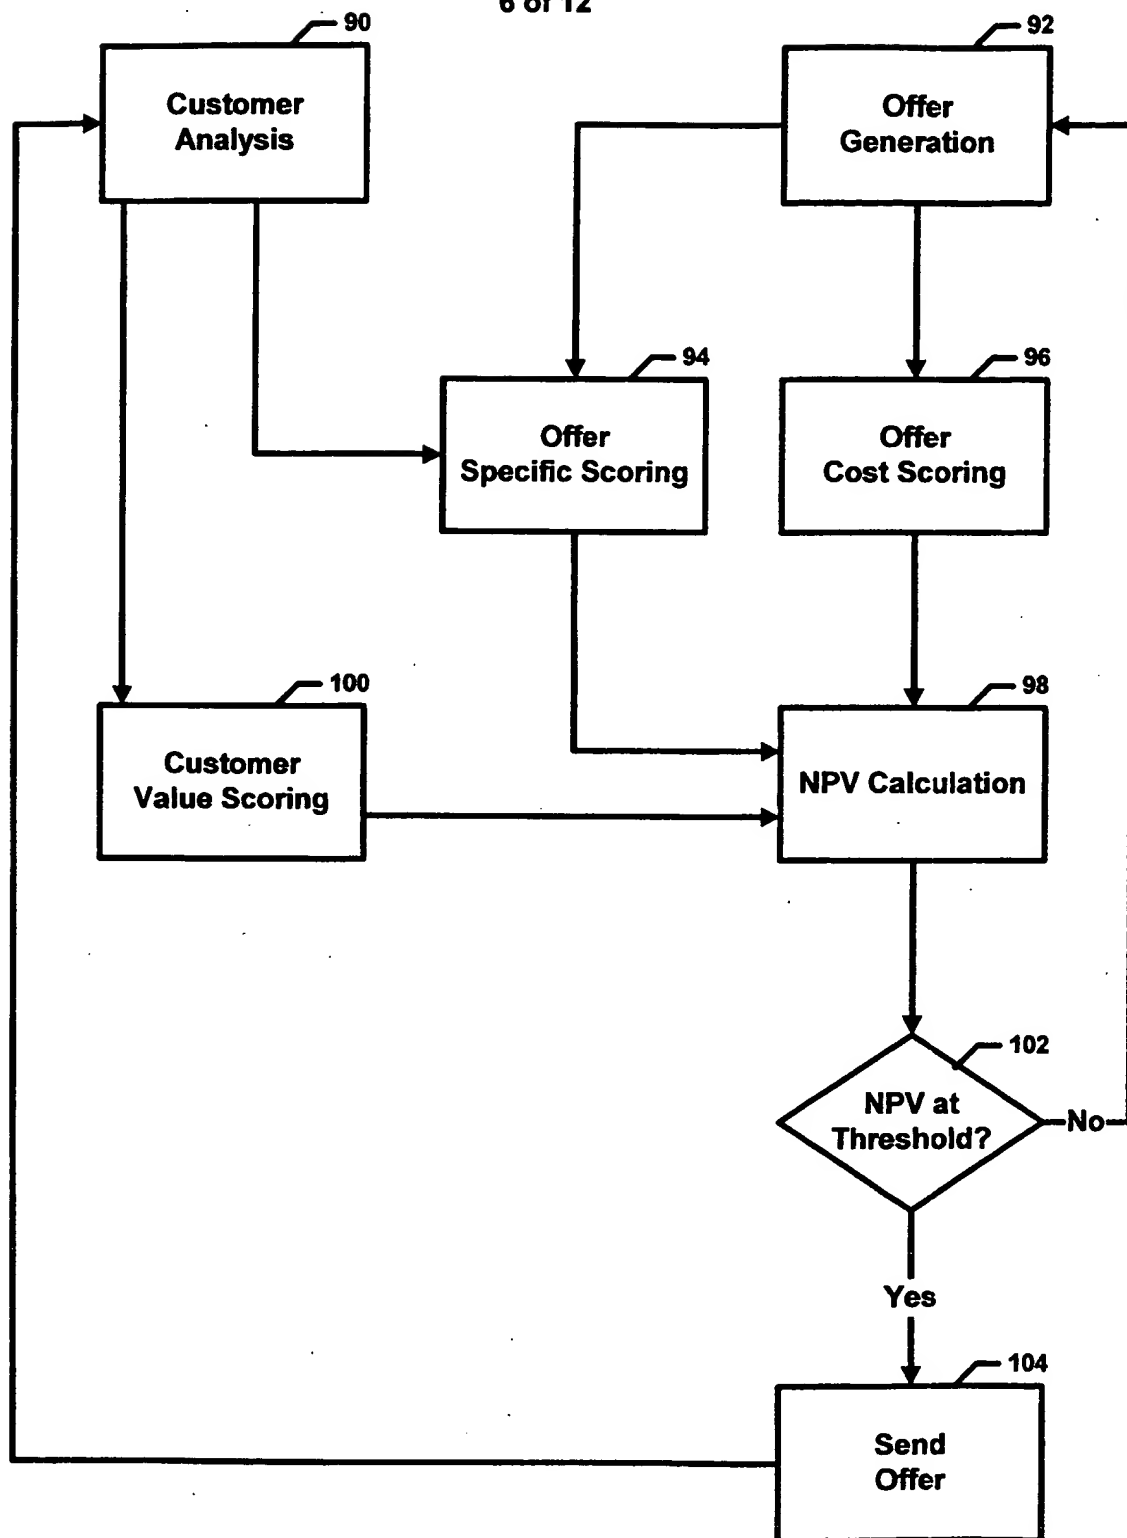 6 of 12
90
Customer
Analysis
92
Offer
Generation
94
Offer
Specific Scoring
96
Offer
Cost Scoring
100
Customer
Value Scoring
98
NPV Calculation
102
NPV at
Threshold?
No
Yes
104
Send
Offer